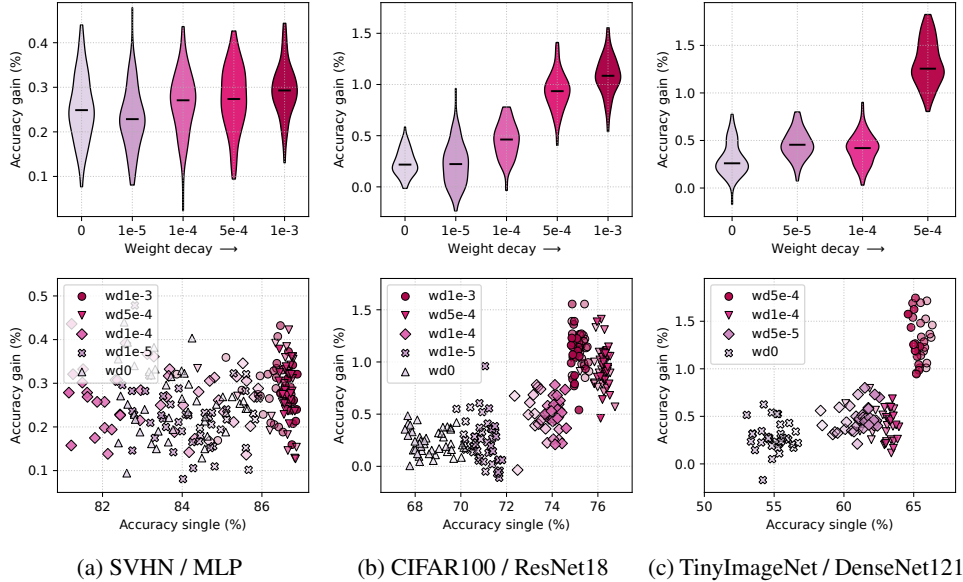 0.4
0.3
0.2
0.1
Accuracy gain (%)
0
1e-5
1e-4
5e-4
1e-3
Weight decay ⟶
1.5
1.0
0.5
0.0
Accuracy gain (%)
0
1e-5
1e-4
5e-4
1e-3
Weight decay ⟶
1.5
1.0
0.5
0.0
Accuracy gain (%)
0
5e-5
1e-4
5e-4
Weight decay ⟶
0.5
0.4
0.3
0.2
0.1
Accuracy gain (%)
wd1e-3
wd5e-4
wd1e-4
wd1e-5
wd0
82
84
86
Accuracy single (%)
1.5
1.0
0.5
0.0
Accuracy gain (%)
wd1e-3
wd5e-4
wd1e-4
wd1e-5
wd0
68
70
72
74
76
Accuracy single (%)
1.5
1.0
0.5
0.0
Accuracy gain (%)
wd5e-4
wd1e-4
wd5e-5
wd0
50
55
60
65
Accuracy single (%)
(a) SVHN / MLP
(b) CIFAR100 / ResNet18
(c) TinyImageNet / DenseNet121